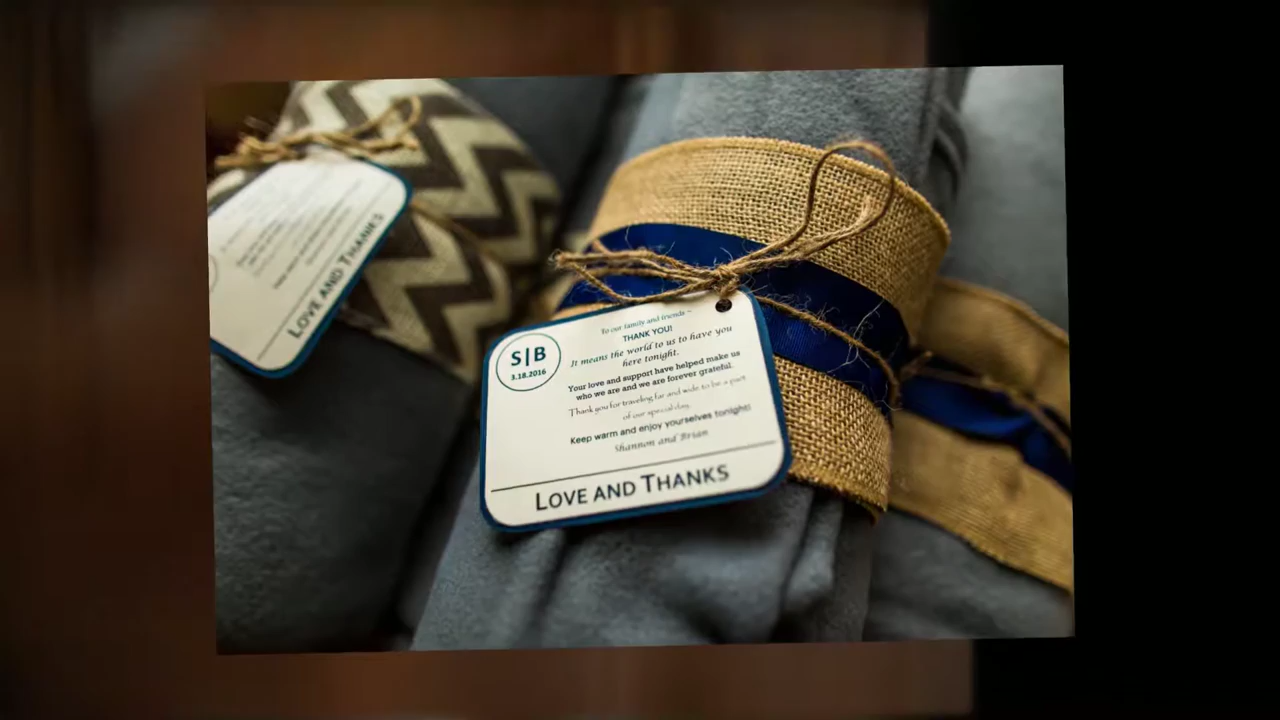 S|B
3.18.2016
To our family and friends ~
THANK YOU!
It means the world to us to have you
here tonight.
Your love and support have helped make us
who we are and we are forever grateful.
Thank you for traveling far and wide to be a part
of our special day.
Keep warm and enjoy yourselves tonight!
Shannon and Brian
LOVE AND THANKS
LOVE AND THANKS